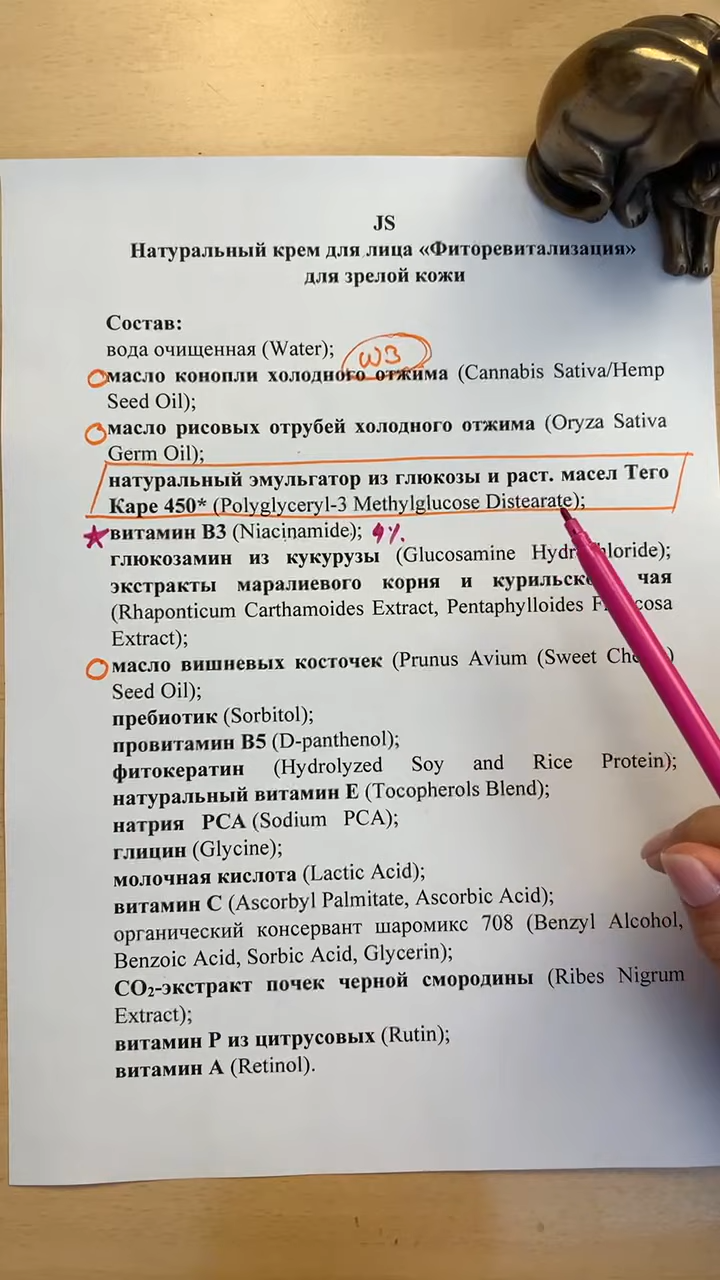 JS
Натуральный крем для лица «Фиторевитализация»
для зрелой кожи
Состав:
вода очищенная (Water);
ω3
масло конопли холодного отжима (Cannabis Sativa/Hemp
Seed Oil);
масло рисовых отрубей холодного отжима (Oryza Sativa
Germ Oil);
натуральный эмульгатор из глюкозы и раст. масел Тего
Каре 450* (Polyglyceryl-3 Methylglucose Distearate);
витамин В3 (Niacinamide); 4%.
глюкозамин из кукурузы (Glucosamine
экстракты маралиевого корня и чая
(Rhaponticum Carthamoides Extract, Pentaphylloides
Extract);
масло вишневых косточек (Prunus Avium (Sweet
Seed Oil);
пребиотик (Sorbitol);
провитамин В5 (D-panthenol);
фитокератин (Hydrolyzed Soy and Rice Protein);
натуральный витамин Е (Tocopherols Blend);
натрия РСА (Sodium PCA);
глицин (Glycine);
молочная кислота (Lactic Acid);
витамин С (Ascorbyl Palmitate, Ascorbic Acid);
органический консервант шаромикс 708 (Benzyl Alcohol,
Benzoic Acid, Sorbic Acid, Glycerin);
СО₂-экстракт почек черной смородины (Ribes Nigrum
Extract);
витамин Р из цитрусовых (Rutin);
витамин А (Retinol).